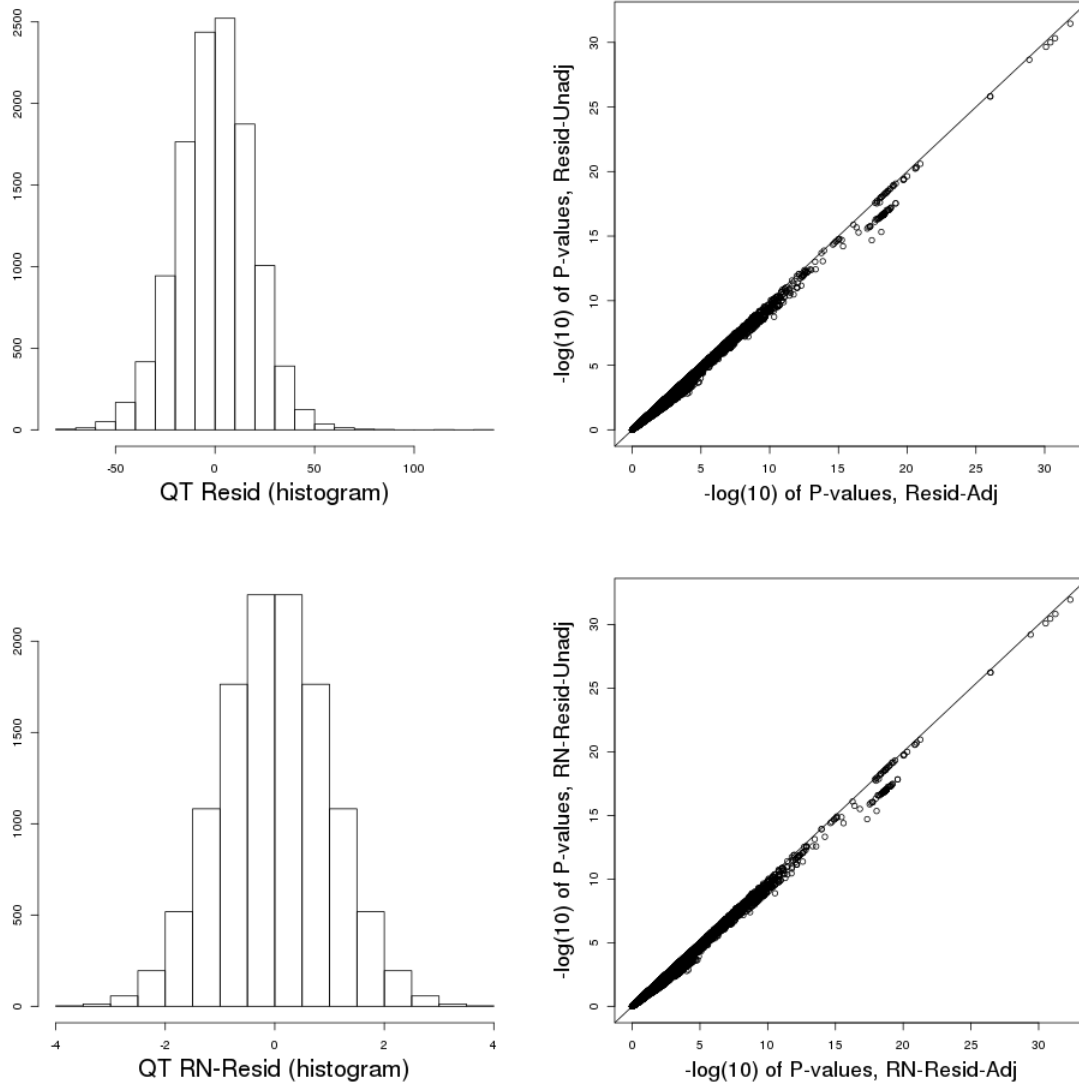 2500
2000
1500
1000
500
0
-50 0 50 100
QT Resid (histogram)
-log(10) of P-values, Resid-Unadj
30
25
20
15
10
5
0
0 5 10 15 20 25 30
-log(10) of P-values, Resid-Adj
2000
1500
1000
500
0
-4 -2 0 2 4
QT RN-Resid (histogram)
-log(10) of P-values, RN-Resid-Unadj
30
25
20
15
10
5
0
0 5 10 15 20 25 30
-log(10) of P-values, RN-Resid-Adj